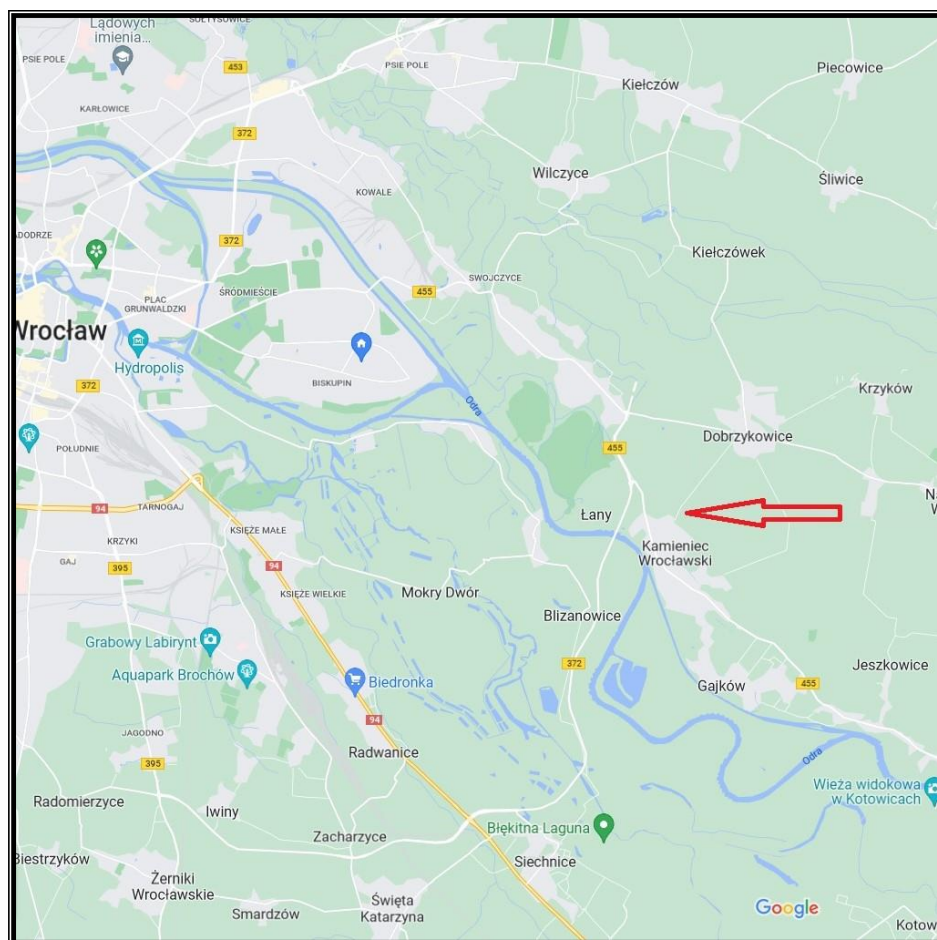 Lądowych
imienia...
SOŁTYSOWICE
PSIE POLE
453
PSIE POLE
Kiełczów
Piecowice
KARŁOWICE
372
Wilczyce
Śliwice
KOWALE
372
Kiełczówek
PLAC
GRUNWALDZKI
ŚRÓDMIEŚCIE
455
SWOJCZYCE
Wrocław
Hydropolis
BISKUPIN
372
Odra
Krzyków
POŁUDNIE
455
Dobrzykowice
94
TARNOGAJ
KSIĘŻE MAŁE
Łany
KRZYKI
GAJ
395
94
Kamieniec
Wrocławski
KSIĘŻE WIELKIE
Mokry Dwór
Blizanowice
Grabowy Labirynt
Aquapark Brochów
Biedronka
372
Gajków
455
Jeszkowice
94
JAGODNO
395
Radwanice
Odra
Wieża widokowa
w Kotowicach
Radomierzyce
Iwiny
Zacharzyce
Błękitna Laguna
Siechnice
Biestrzyków
Żerniki
Wrocławskie
Smardzów
Święta
Katarzyna
Google
Kotow